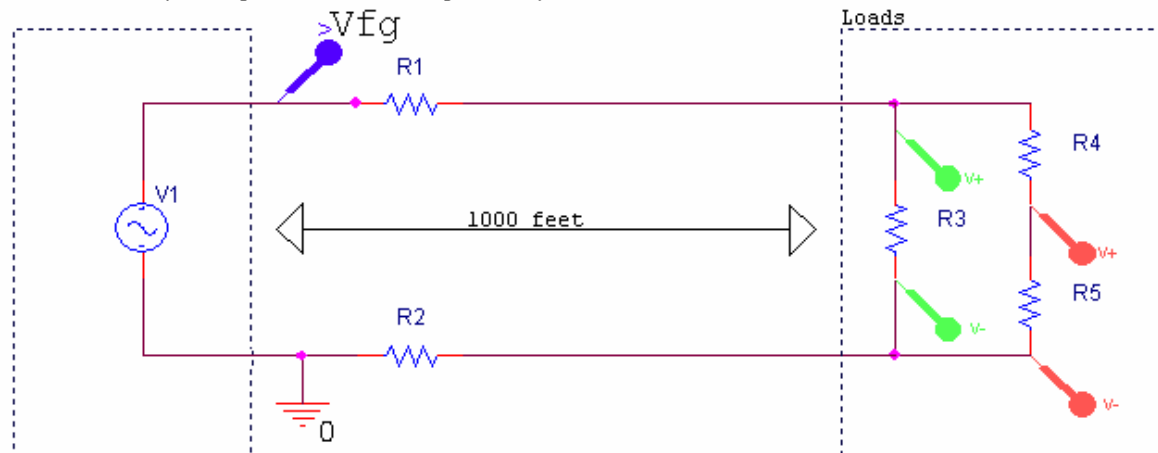 Loads
>Vfg
R1
R4
V+
V1
1000 feet
R3
V+
R2
V-
R5
0
V-